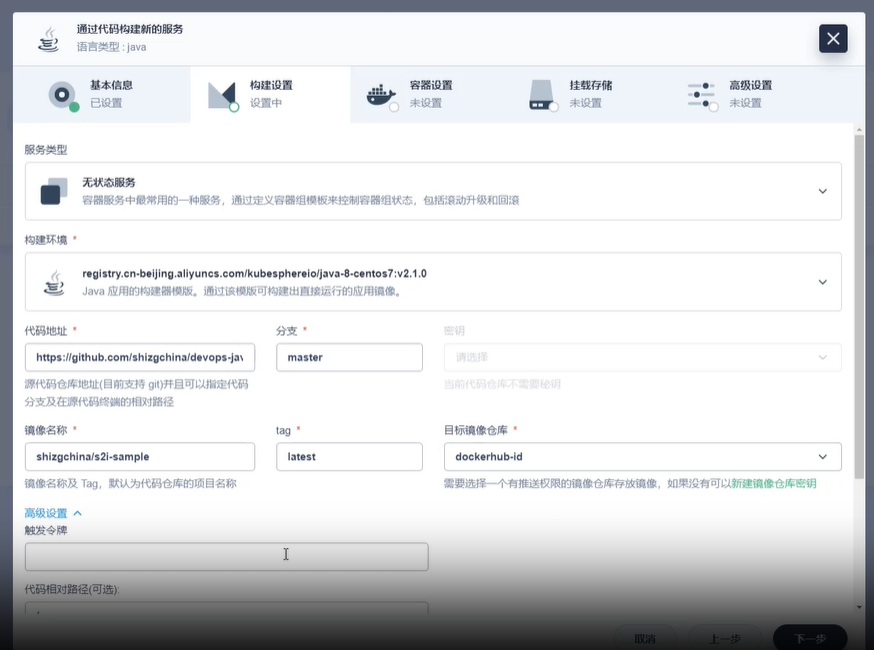 通过代码构建新的服务
语言类型 : java
基本信息
已设置
构建设置
设置中
容器设置
未设置
挂载存储
未设置
高级设置
未设置
服务类型
无状态服务
容器服务中最常用的一种服务，通过定义容器组模板来控制容器组状态，包括滚动升级和回滚
构建环境 *
registry.cn-beijing.aliyuncs.com/kubesphereio/java-8-centos7:v2.1.0
Java 应用的构建器模版。通过该模版可构建出直接运行的应用镜像。
代码地址 *
分支 *
密钥
https://github.com/shizgchina/devops-jav
master
请选择
源代码仓库地址(目前支持 git)并且可以指定代码
分支及在源代码终端的相对路径
当前代码仓库不需要秘钥
镜像名称 *
tag *
目标镜像仓库 *
shizgchina/s2i-sample
latest
dockerhub-id
镜像名称及 Tag，默认为代码仓库的项目名称
需要选择一个有推送权限的镜像仓库存放镜像，如果没有可以新建镜像仓库密钥
高级设置
触发令牌
代码相对路径(可选):
取消
上一步
下一步